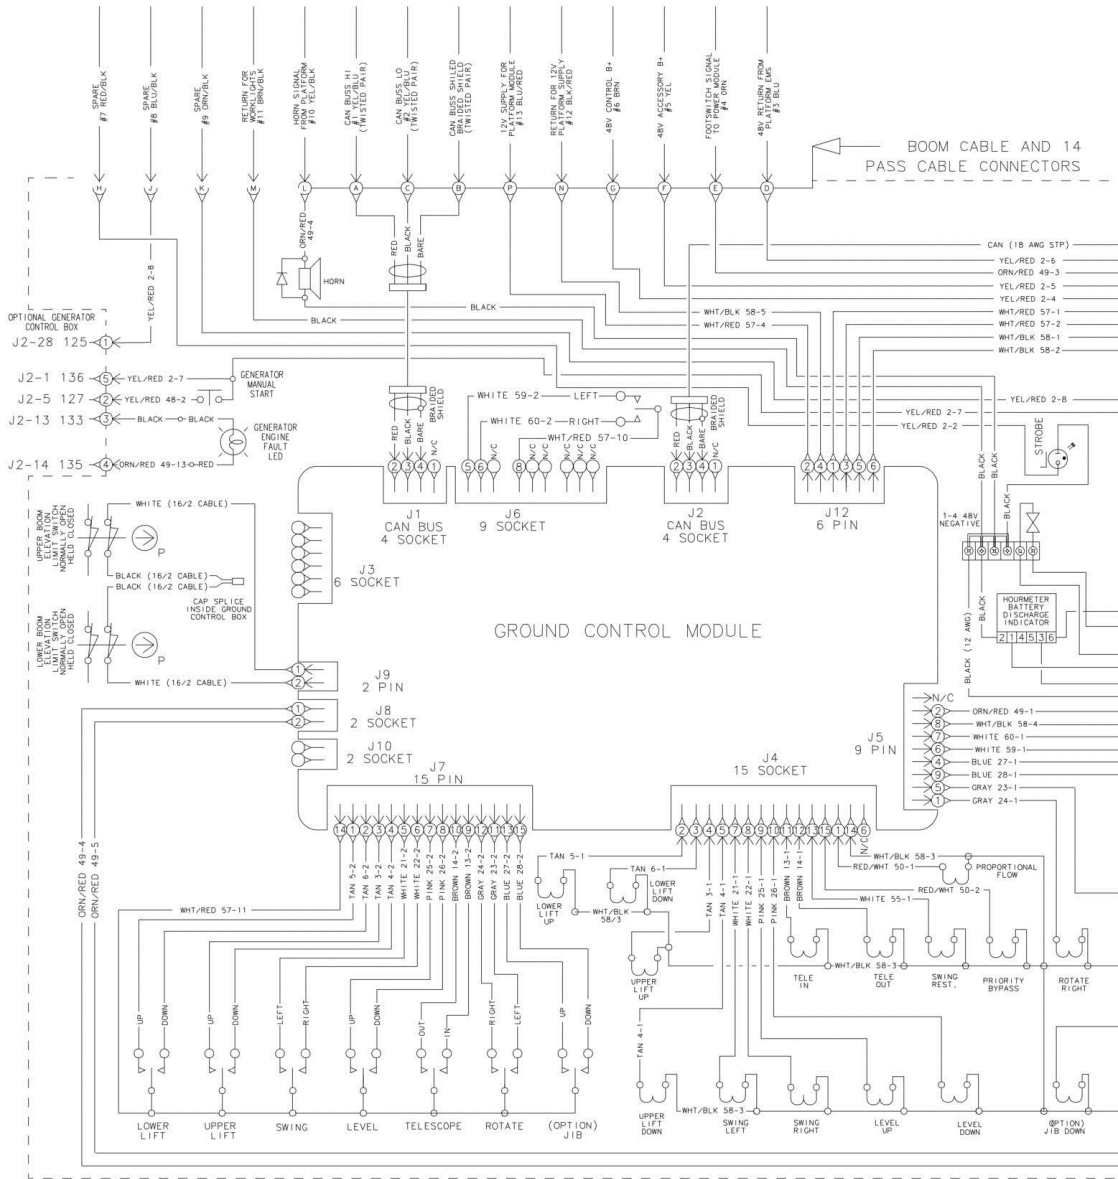 SPARE
#7 RED/BLK
SPARE
#8 BLU/BLK
SPARE
#9 ORN/BLK
RETURN FOR
WORKLIGHTS
#11 BRN/BLK
HORN SIGNAL
FROM PLATFORM
#10 YEL/BLK
CAN BUSS HI
#1 YEL/BLU
(TWISTED PAIR)
CAN BUSS LO
#2 YEL/BLU
(TWISTED PAIR)
CAN BUSS SHILED
BRAIDED SHIELD
(TWISTED PAIR)
12V SUPPLY FOR
PLATFORM MODULE
#13 BLU/RED
RETURN FOR 12V
PLATFORM SUPPLY
#12 BLK/RED
48V CONTROL B+
#6 BRN
48V ACCESSORY B+
#5 YEL
FOOTSWITCH SIGNAL
TO POWER MODULE
#4 ORN
48V RETURN FROM
PLATFORM EMS
#3 BLU
BOOM CABLE AND 14
PASS CABLE CONNECTORS
H J K M L A C B P N G F E D
ORN/RED
49-4
RED
BLACK
BARE
HORN
YEL/RED 2-8
CAN (18 AWG STP)
YEL/RED 2-6
ORN/RED 49-3
YEL/RED 2-5
YEL/RED 2-4
WHT/RED 57-1
WHT/RED 57-2
WHT/BLK 58-1
WHT/BLK 58-2
BLACK
BLACK
WHT/BLK 58-5
WHT/RED 57-4
OPTIONAL GENERATOR
CONTROL BOX
J2-28 125 1
J2-1 136 5 YEL/RED 2-7
J2-5 127 2 YEL/RED 48-2
J2-13 133 3 BLACK BLACK
J2-14 135 4 ORN/RED 49-13 RED
GENERATOR
MANUAL
START
GENERATOR
ENGINE
FAULT
LED
RED
BLACK
BARE
N/C
BRAIDED
SHIELD
2 3 4 1
J1
CAN BUS
4 SOCKET
WHITE 59-2 LEFT
WHITE 60-2 RIGHT
WHT/RED 57-10
N/C
N/C
N/C
N/C
N/C
N/C
5 6 8
J6
9 SOCKET
RED
BLACK
BARE
N/C
BRAIDED
SHIELD
2 3 4 1
J2
CAN BUS
4 SOCKET
2 4 1 3 5 6
J12
6 PIN
YEL/RED 2-8
YEL/RED 2-7
YEL/RED 2-2
STROBE
BLACK
BLACK
BLACK
1-4 48V
NEGATIVE
HOURMETER
BATTERY
DISCHARGE
INDICATOR
2 1 4 5 3 6
BLACK
BLACK (12 AWG)
UPPER BOOM
ELEVATION
LIMIT SWITCH
NORMALLY OPEN
HELD CLOSED
WHITE (16/2 CABLE)
P
BLACK (16/2 CABLE)
BLACK (16/2 CABLE)
CAP SPLICE
INSIDE GROUND
CONTROL BOX
LOWER BOOM
ELEVATION
LIMIT SWITCH
NORMALLY OPEN
HELD CLOSED
P
WHITE (16/2 CABLE)
J3
6 SOCKET
GROUND CONTROL MODULE
1
2
J9
2 PIN
1
2
J8
2 SOCKET
J10
2 SOCKET
J5
9 PIN
N/C
2 ORN/RED 49-1
8 WHT/BLK 58-4
7 WHITE 60-1
6 WHITE 59-1
4 BLUE 27-1
9 BLUE 28-1
5 GRAY 23-1
1 GRAY 24-1
J7
15 PIN
14 1 2 3 4 5 6 7 8 10 9 12 11 13 15
TAN 5-2
TAN 6-2
TAN 3-2
TAN 4-2
WHITE 21-2
WHITE 22-2
PINK 25-2
PINK 26-2
BROWN 14-2
BROWN 13-2
GRAY 24-2
GRAY 23-2
BLUE 27-2
BLUE 28-2
WHT/RED 57-11
ORN/RED 49-4
ORN/RED 49-5
J4
15 SOCKET
2 3 4 5 7 8 9 10 11 12 13 15 1 14 6
N/C
TAN 5-1
TAN 6-1
TAN 3-1
TAN 4-1
WHITE 21-1
WHITE 22-1
PINK 25-1
PINK 26-1
BROWN 13-1
BROWN 14-1
WHT/BLK 58-3
RED/WHT 50-1
PROPORTIONAL
FLOW
RED/WHT 50-2
WHITE 55-1
LOWER
LIFT
UP
LOWER
LIFT
DOWN
WHT/BLK
58/3
UPPER
LIFT
UP
WHT/BLK 58-3
TELE
IN
TELE
OUT
SWING
REST.
PRIORITY
BYPASS
ROTATE
RIGHT
UP
DOWN
UP
DOWN
LEFT
RIGHT
UP
DOWN
OUT
IN
RIGHT
LEFT
UP
DOWN
LOWER
LIFT
UPPER
LIFT
SWING
LEVEL
TELESCOPE
ROTATE
(OPTION)
JIB
TAN 4-1
WHT/BLK 58-3
UPPER
LIFT
DOWN
SWING
LEFT
SWING
RIGHT
LEVEL
UP
LEVEL
DOWN
(OPTION)
JIB DOWN